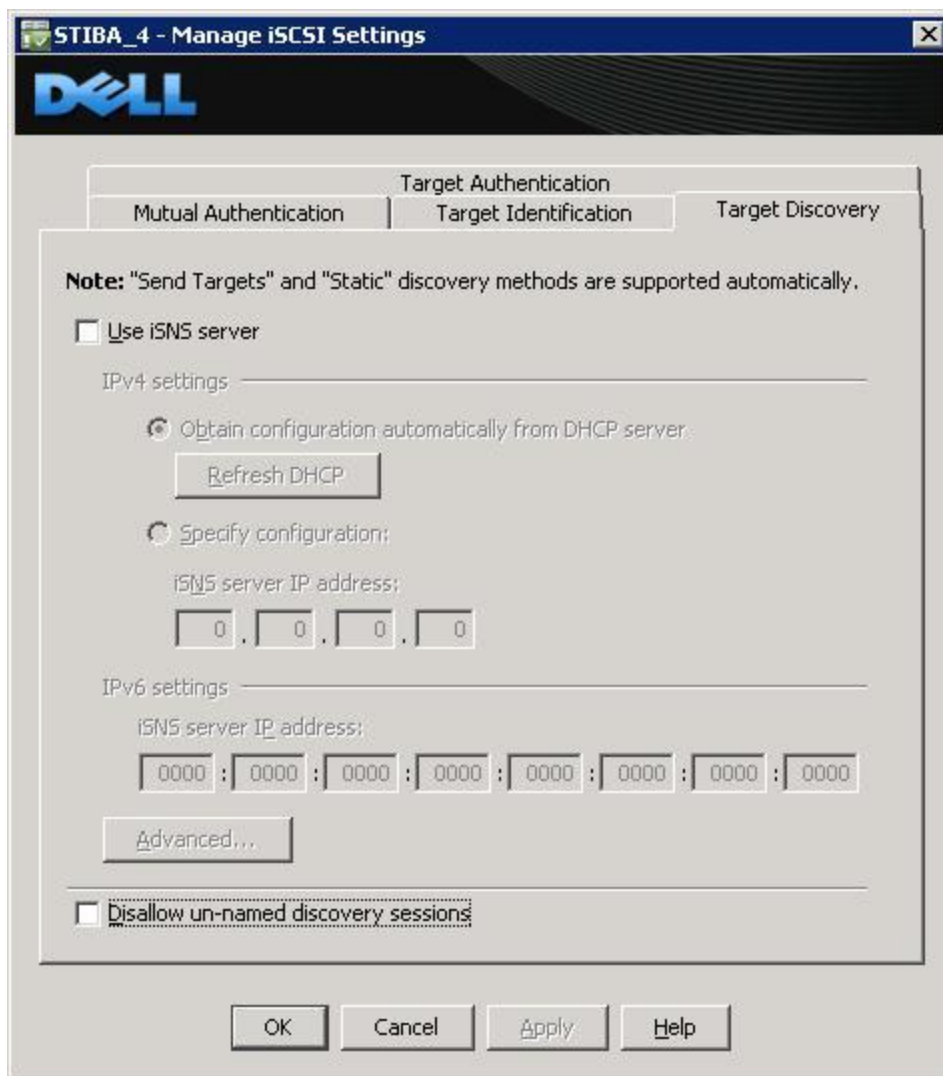 STIBA_4 - Manage iSCSI Settings
DELL
Target Authentication
Mutual Authentication
Target Identification
Target Discovery
Note: "Send Targets" and "Static" discovery methods are supported automatically.
Use iSNS server
IPv4 settings
Obtain configuration automatically from DHCP server
Refresh DHCP
Specify configuration:
iSNS server IP address:
0 . 0 . 0 . 0
IPv6 settings
iSNS server IP address:
0000 : 0000 : 0000 : 0000 : 0000 : 0000 : 0000 : 0000
Advanced...
Disallow un-named discovery sessions
OK Cancel Apply Help